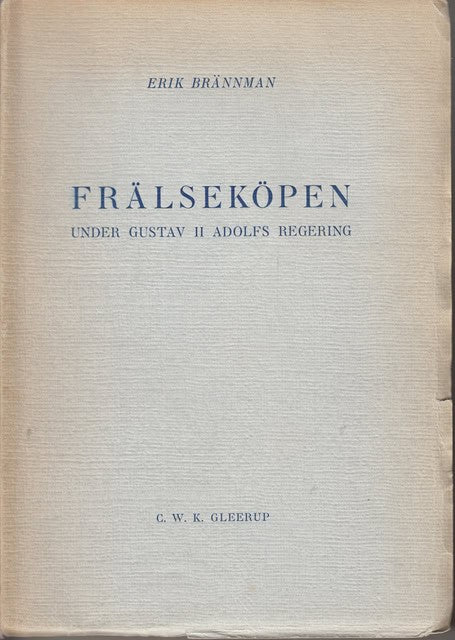 ERIK BRÄNNMAN
FRÄLSEKÖPEN
UNDER GUSTAV II ADOLFS REGERING
C. W. K. GLEERUP